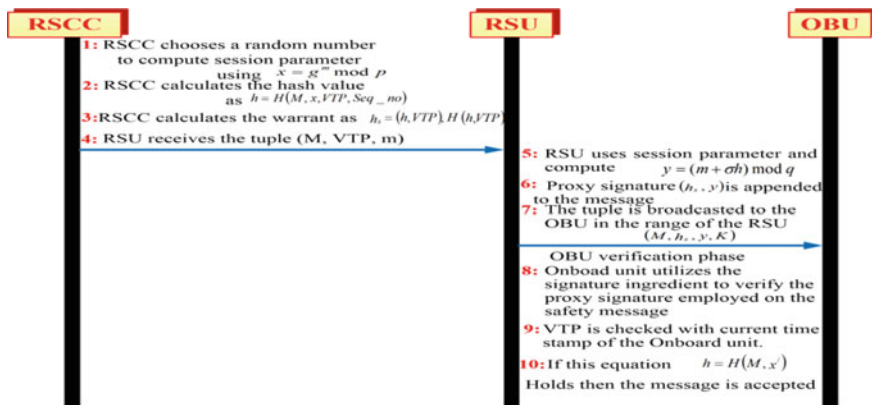 RSCC
RSU
OBU
1: RSCC chooses a random number
to compute session parameter
using x = g^m mod p
2: RSCC calculates the hash value
as h = H(M, x, VTP, Seq_no)
3:RSCC calculates the warrant as h_s = (h,VTP), H(h,VTP)
4: RSU receives the tuple (M, VTP, m)
5: RSU uses session parameter and
compute y = (m + σh) mod q
6: Proxy signature (h_s, y) is appended
to the message
7: The tuple is broadcasted to the
OBU in the range of the RSU
(M, h_s, y, K)
OBU verification phase
8: Onboad unit utilizes the
signature ingredient to verify the
proxy signature employed on the
safety message
9: VTP is checked with current time
stamp of the Onboard unit.
10: If this equation h = H(M, x′)
Holds then the message is accepted